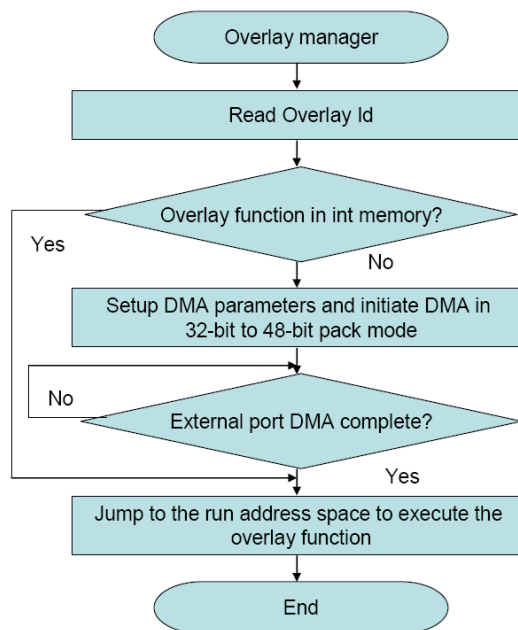 Overlay manager
Read Overlay Id
Overlay function in int memory?
Yes
No
Setup DMA parameters and initiate DMA in
32-bit to 48-bit pack mode
No
External port DMA complete?
Yes
Jump to the run address space to execute the
overlay function
End